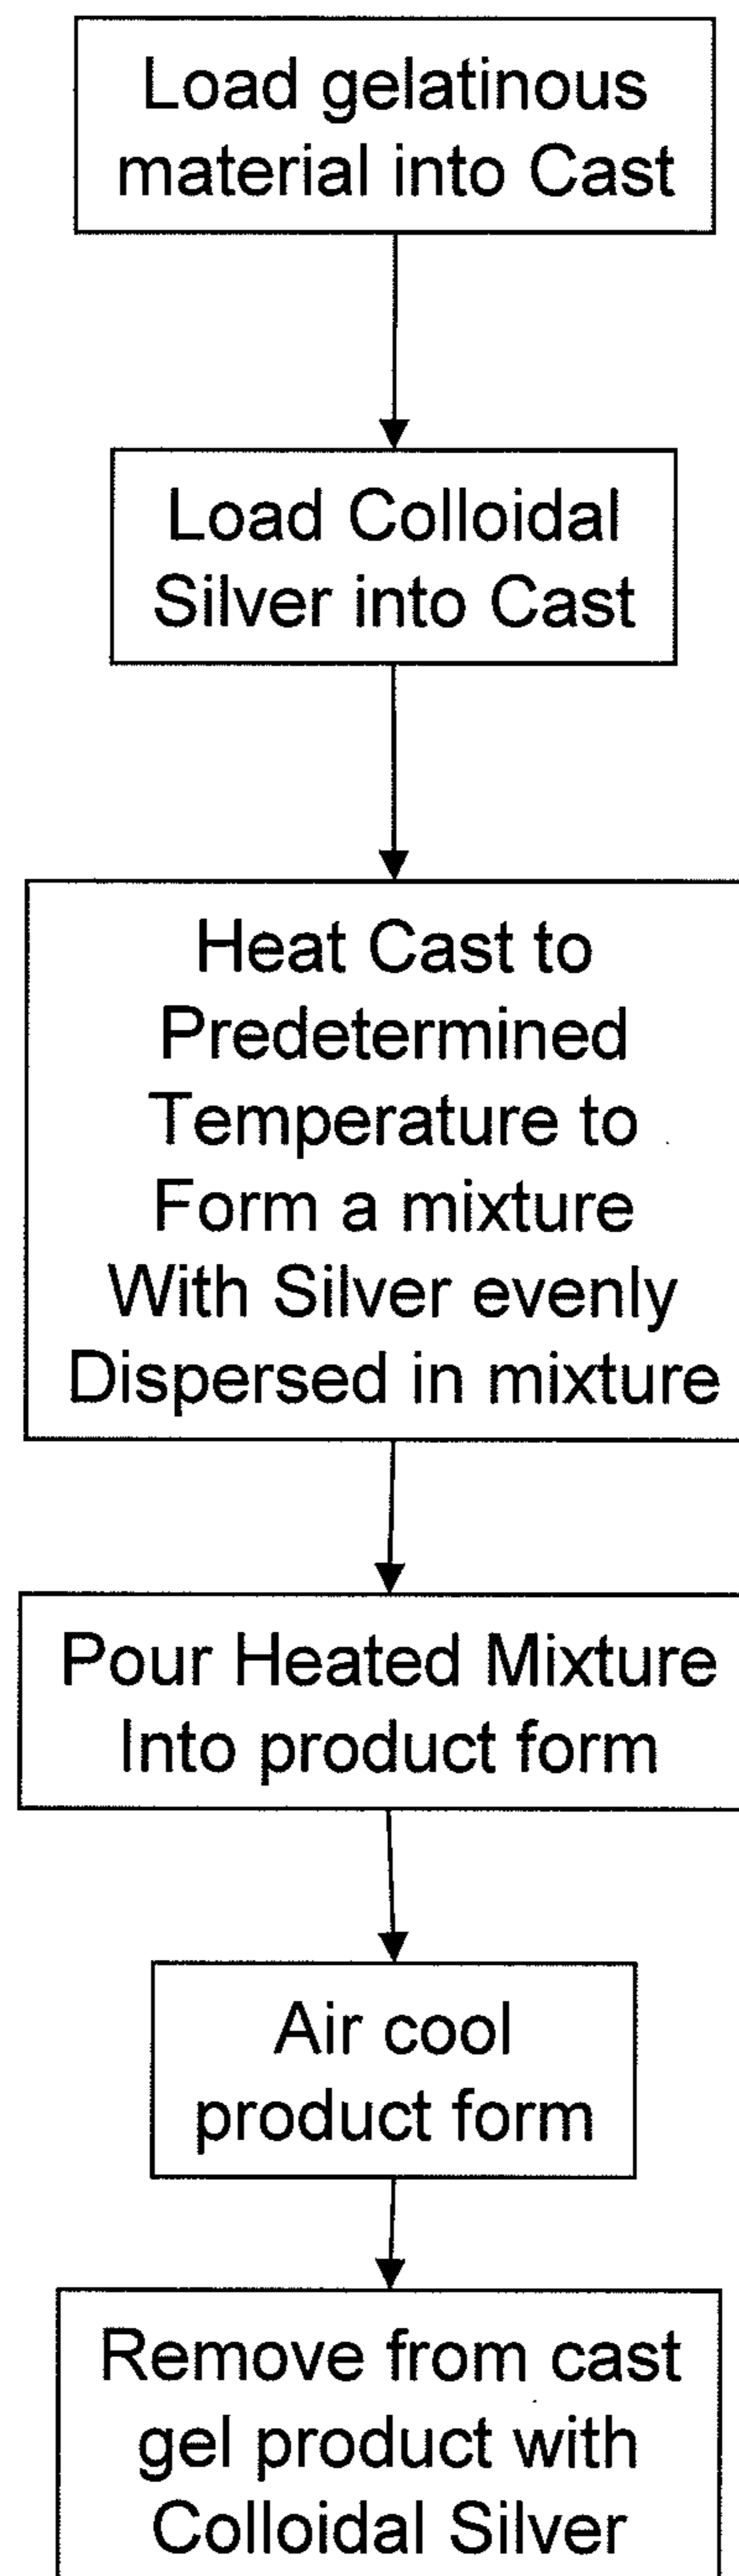 Load gelatinous
material into Cast
Load Colloidal
Silver into Cast
Heat Cast to
Predetermined
Temperature to
Form a mixture
With Silver evenly
Dispersed in mixture
Pour Heated Mixture
Into product form
Air cool
product form
Remove from cast
gel product with
Colloidal Silver